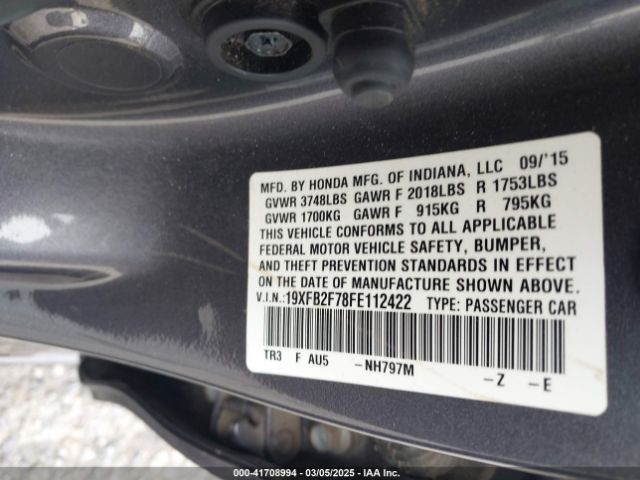 MFD. BY HONDA MFG. OF INDIANA, LLC 09/'15
GVWR 3748LBS GAWR F 2018LBS R 1753LBS
GVWR 1700KG GAWR F 915KG R 795KG
THIS VEHICLE CONFORMS TO ALL APPLICABLE
FEDERAL MOTOR VEHICLE SAFETY, BUMPER,
AND THEFT PREVENTION STANDARDS IN EFFECT
ON THE DATE OF MANUFACTURE SHOWN ABOVE.
V.I.N.:19XFB2F78FE112422 TYPE: PASSENGER CAR
TR3 F AU5 -NH797M -Z -E
000-41708994 — 03/05/2025 — IAA Inc.